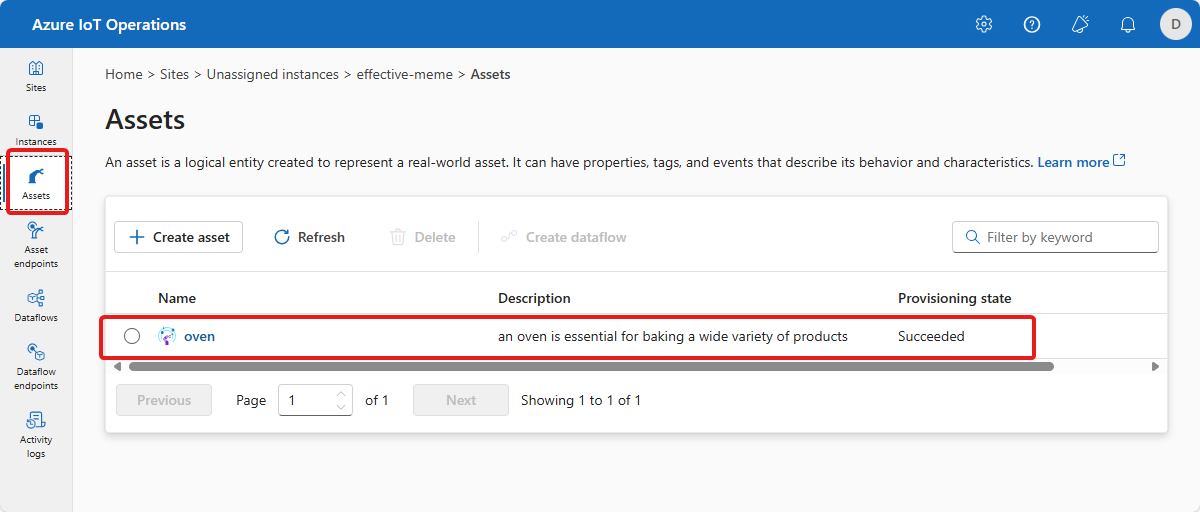 Azure IoT Operations
D
Home > Sites > Unassigned instances > effective-meme > Assets
Sites
Instances
Assets
Asset
endpoints
Dataflows
Dataflow
endpoints
Activity
logs
Assets
An asset is a logical entity created to represent a real-world asset. It can have properties, tags, and events that describe its behavior and characteristics. Learn more
Create asset Refresh Delete Create dataflow Filter by keyword
Name Description Provisioning state
oven an oven is essential for baking a wide variety of products Succeeded
Previous Page 1 of 1 Next Showing 1 to 1 of 1